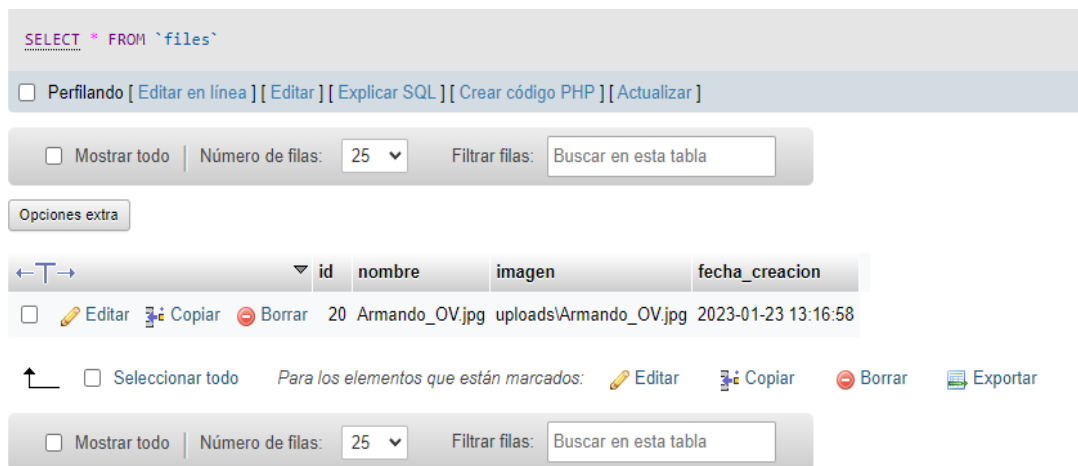 SELECT * FROM `files`
Perfilando [ Editar en línea ] [ Editar ] [ Explicar SQL ] [ Crear código PHP ] [ Actualizar ]
Mostrar todo Número de filas: 25 Filtrar filas: Buscar en esta tabla
Opciones extra
←T→ id nombre imagen fecha_creacion
Editar Copiar Borrar 20 Armando_OV.jpg uploads\Armando_OV.jpg 2023-01-23 13:16:58
Seleccionar todo Para los elementos que están marcados: Editar Copiar Borrar Exportar
Mostrar todo Número de filas: 25 Filtrar filas: Buscar en esta tabla